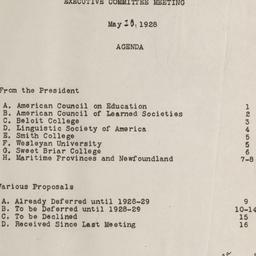 EXECUTIVE COMMITTEE MEETING
May 18, 1928
AGENDA
From the President
A. American Council on Education 1
B. American Council of Learned Societies 2
C. Beloit College 3
D. Linguistic Society of America 4
E. Smith College 5
F. Wesleyan University 5
G. Sweet Briar College 6
H. Maritime Provinces and Newfoundland 7-8
Various Proposals
A. Already Deferred until 1928-29 9
B. To be Deferred until 1928-29 10-14
C. To be Declined 15
D. Received Since Last Meeting 16